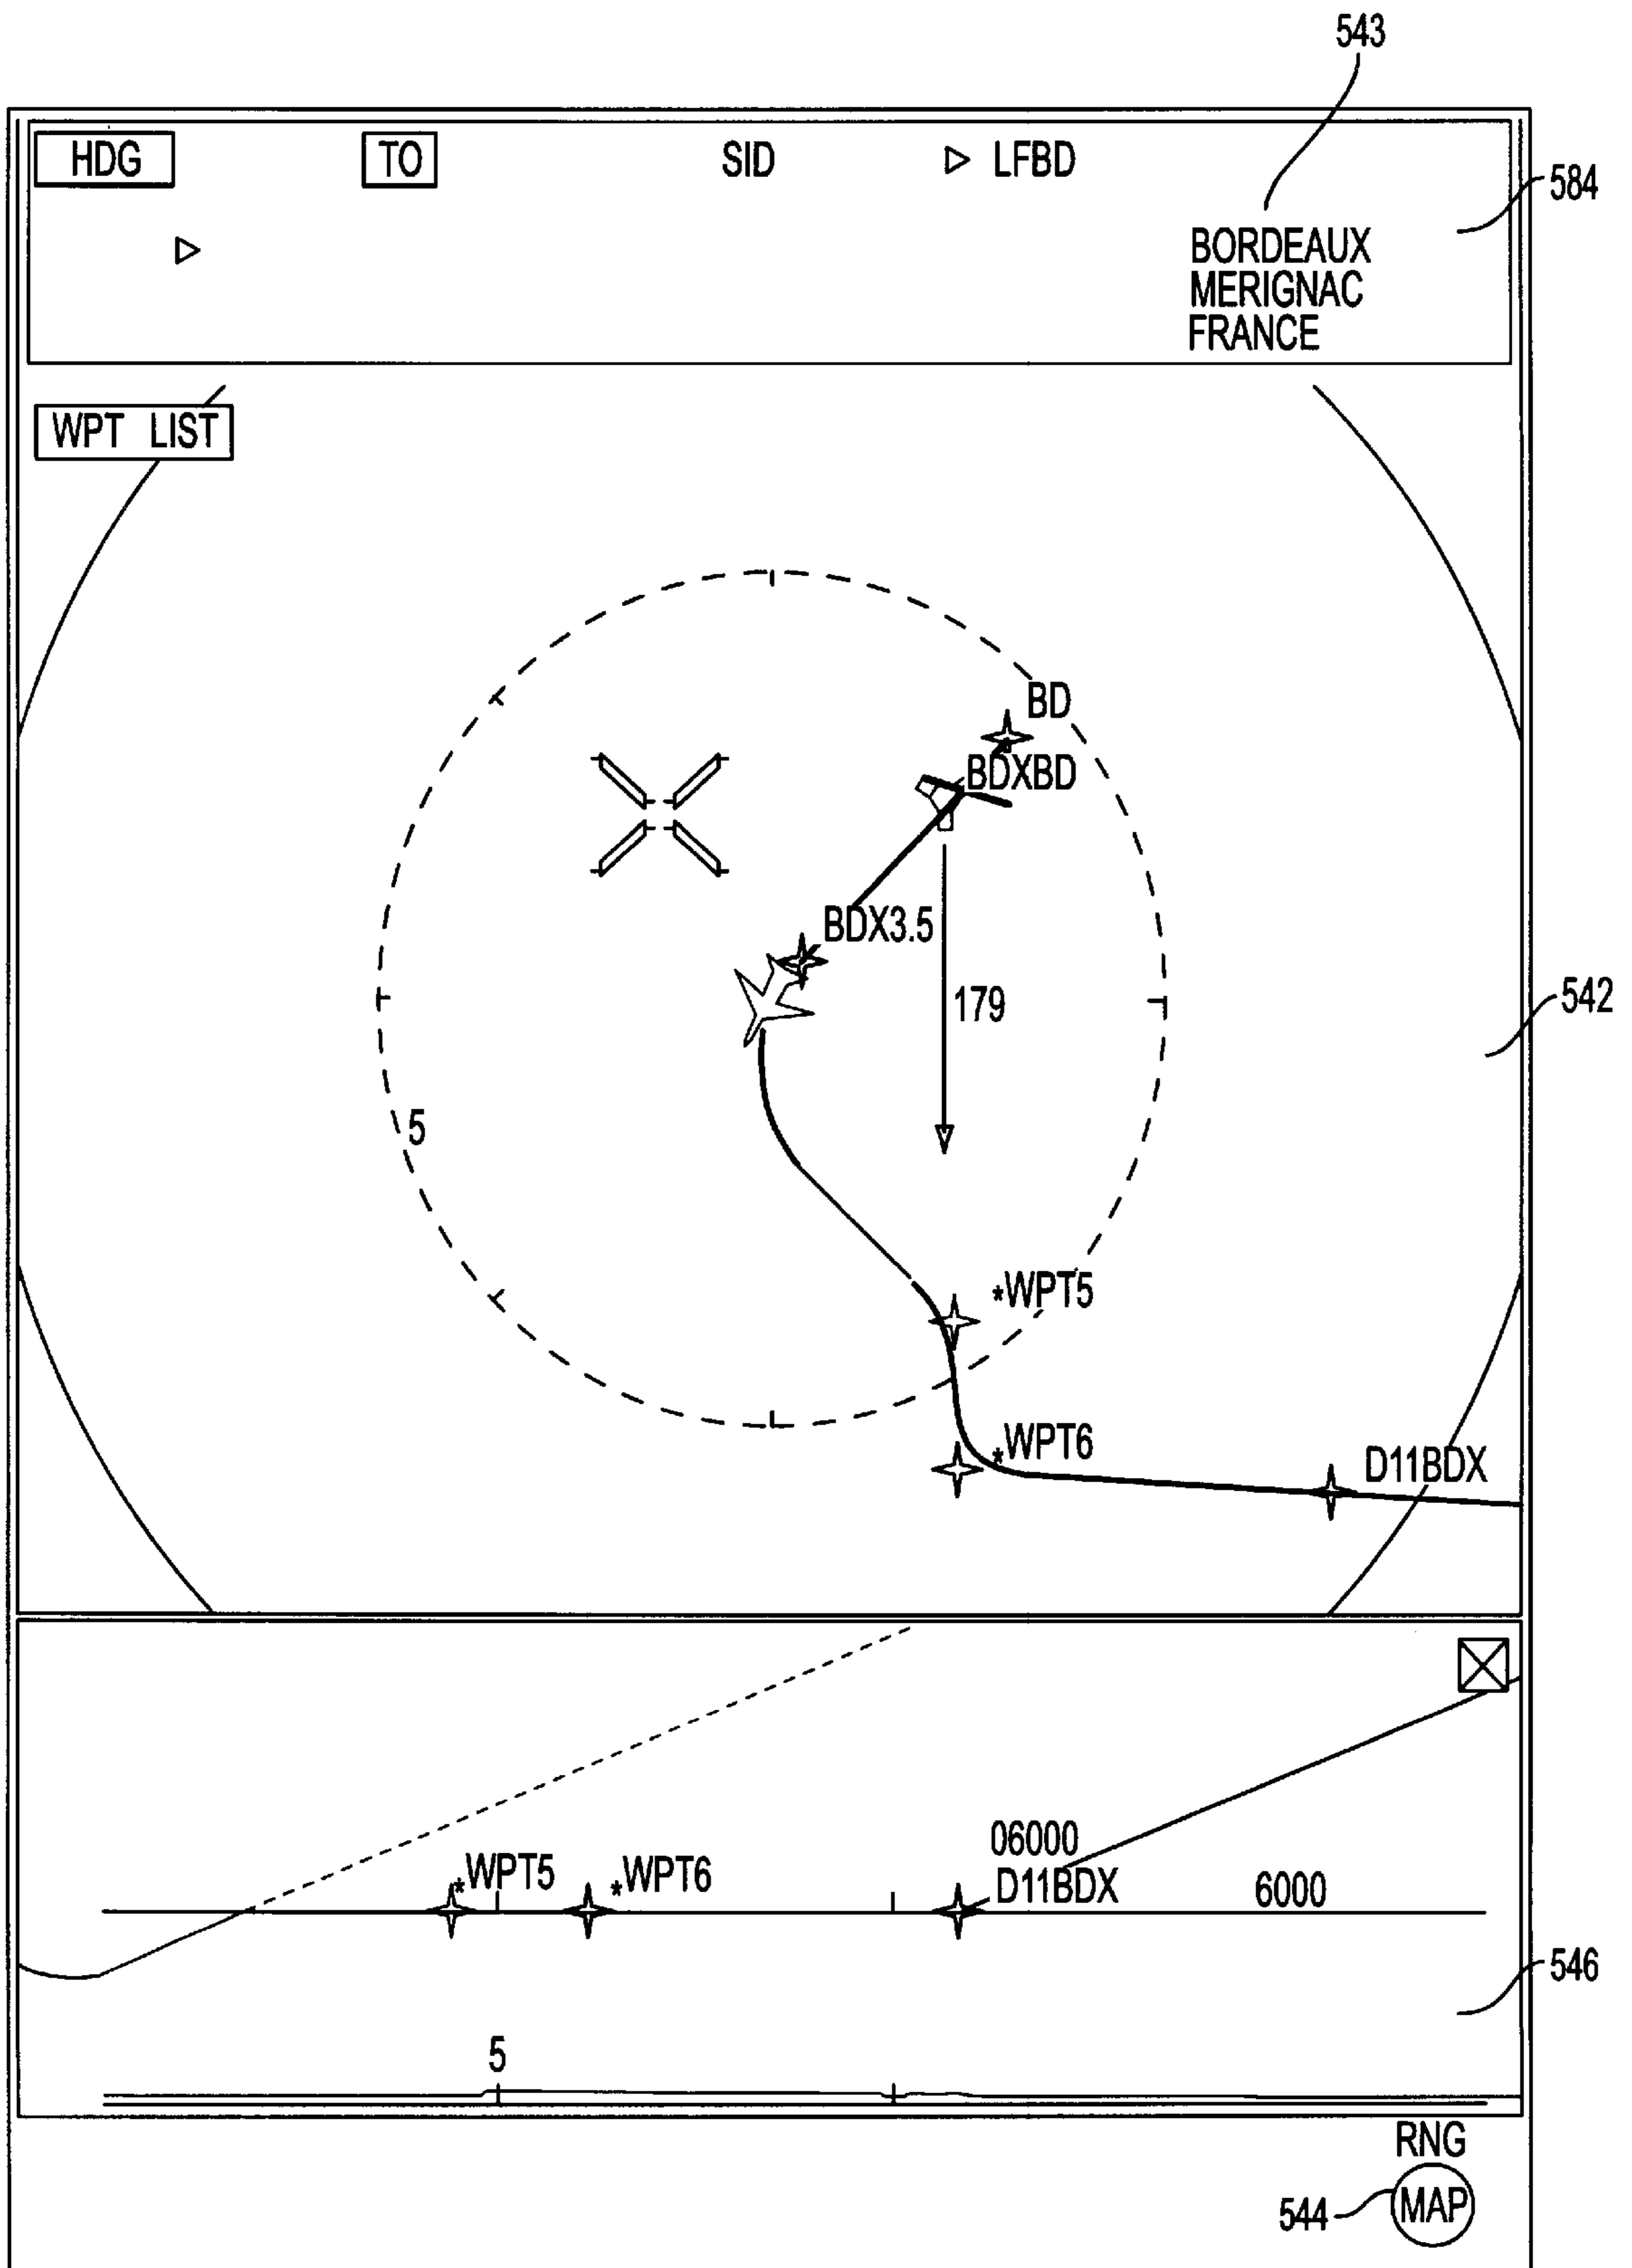 543
HDG TO SID LFBD
584
BORDEAUX
MERIGNAC
FRANCE
WPT LIST
BD
BDXBD
BDX3.5
179
542
5
*WPT5
*WPT6
D11BDX
06000
*WPT5 *WPT6 D11BDX 6000
546
5
RNG
544 MAP